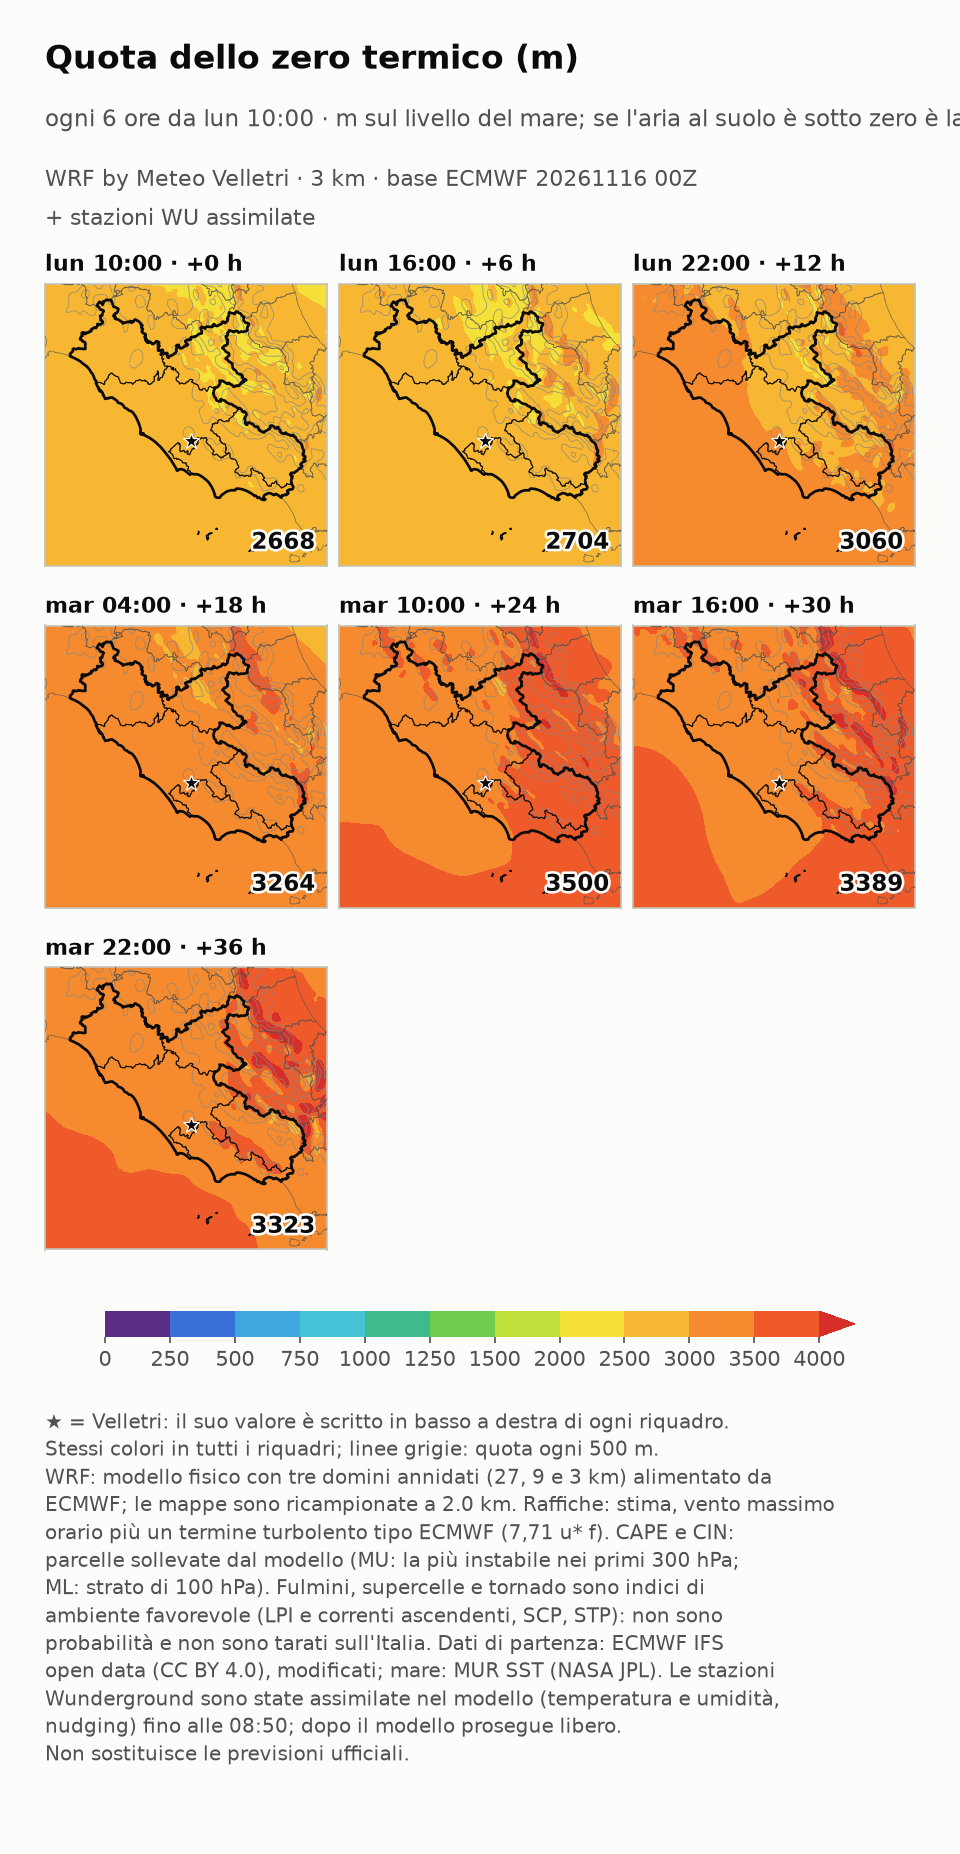 Quota dello zero termico (m)
ogni 6 ore da lun 10:00 · m sul livello del mare; se l'aria al suolo è sotto zero è la
WRF by Meteo Velletri · 3 km · base ECMWF 20261116 00Z
+ stazioni WU assimilate
lun 10:00 · +0 h
lun 16:00 · +6 h
lun 22:00 · +12 h
2668
2704
3060
mar 04:00 · +18 h
mar 10:00 · +24 h
mar 16:00 · +30 h
3264
3500
3389
mar 22:00 · +36 h
3323
0 250 500 750 1000 1250 1500 2000 2500 3000 3500 4000
★ = Velletri: il suo valore è scritto in basso a destra di ogni riquadro.
Stessi colori in tutti i riquadri; linee grigie: quota ogni 500 m.
WRF: modello fisico con tre domini annidati (27, 9 e 3 km) alimentato da
ECMWF; le mappe sono ricampionate a 2.0 km. Raffiche: stima, vento massimo
orario più un termine turbolento tipo ECMWF (7,71 u* f). CAPE e CIN:
parcelle sollevate dal modello (MU: la più instabile nei primi 300 hPa;
ML: strato di 100 hPa). Fulmini, supercelle e tornado sono indici di
ambiente favorevole (LPI e correnti ascendenti, SCP, STP): non sono
probabilità e non sono tarati sull'Italia. Dati di partenza: ECMWF IFS
open data (CC BY 4.0), modificati; mare: MUR SST (NASA JPL). Le stazioni
Wunderground sono state assimilate nel modello (temperatura e umidità,
nudging) fino alle 08:50; dopo il modello prosegue libero.
Non sostituisce le previsioni ufficiali.